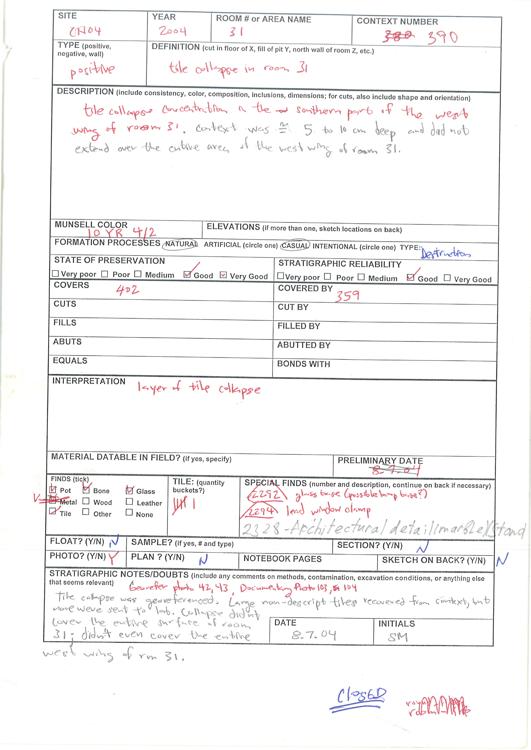 SITE YEAR ROOM # or AREA NAME CONTEXT NUMBER
CN04 2004 31 380 390
TYPE (positive, negative, wall) DEFINITION (cut in floor of X, fill of pit Y, north wall of room Z, etc.)
positive tile collapse in room 31
DESCRIPTION (include consistency, color, composition, inclusions, dimensions; for cuts, also include shape and orientation)
tile collapse concentration in the southern part of the west
wing of room 31. Context was ≅ 5 to 10 cm deep and did not
extend over the entire area of the west wing of room 31.
MUNSELL COLOR ELEVATIONS (if more than one, sketch locations on back)
10 YR 4/2
FORMATION PROCESSES NATURAL ARTIFICIAL (circle one) CASUAL INTENTIONAL (circle one) TYPE: Destruction
STATE OF PRESERVATION STRATIGRAPHIC RELIABILITY
Very poor Poor Medium Good Very Good Very poor Poor Medium Good Very Good
COVERS 402 COVERED BY 359
CUTS CUT BY
FILLS FILLED BY
ABUTS ABUTTED BY
EQUALS BONDS WITH
INTERPRETATION layer of tile collapse
MATERIAL DATABLE IN FIELD? (if yes, specify) PRELIMINARY DATE
8.7.04
FINDS (tick) TILE: (quantity buckets?) SPECIAL FINDS (number and description, continue on back if necessary)
Pot Bone Glass 2292 glass base (possible lamp base?)
Metal Wood Leather 2294 lead window clamp
Tile Other None 2328 - Architectural detail (marble) stand
FLOAT? (Y/N) N SAMPLE? (if yes, # and type) SECTION? (Y/N) N
PHOTO? (Y/N) Y PLAN ? (Y/N) N NOTEBOOK PAGES SKETCH ON BACK? (Y/N) N
STRATIGRAPHIC NOTES/DOUBTS (include any comments on methods, contamination, excavation conditions, or anything else that seems relevant) Georefer photo 42, 43, Documentary Photo 103, 104
Tile collapse was georeferenced. Large non-descript tiles recovered from context, but
none were sent to lab. Collapse didn't
cover the entire surface of room
31; didn't even cover the entire
west wing of rm 31.
DATE INITIALS
8.7.04 SM
CLOSED